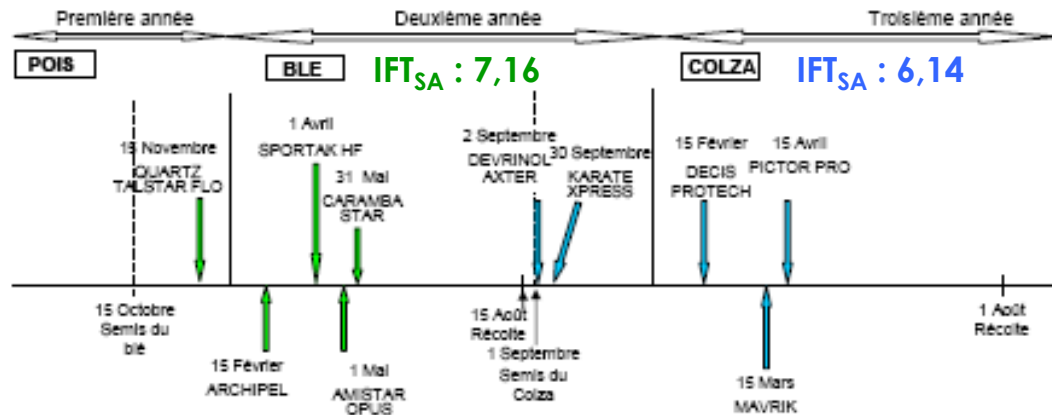 Première année
Deuxième année
Troisième année
POIS
BLE
IFTSA : 7,16
COLZA
IFTSA : 6,14
15 Novembre
QUARTZ
TALSTAR FLO
1 Avril
SPORTAK HF
31 Mai
CARAMBA
STAR
2 Septembre
DEVRINOL
AXTER
30 Septembre
KARATE
XPRESS
15 Février
DECIS
PROTECH
15 Avril
PICTOR PRO
15 Octobre
Semis du
blé
15 Février
ARCHIPEL
1 Mai
AMISTAR
OPUS
15 Août
Récolte
1 Septembre
Semis du
Colza
15 Mars
MAVRIK
1 Août
Récolte